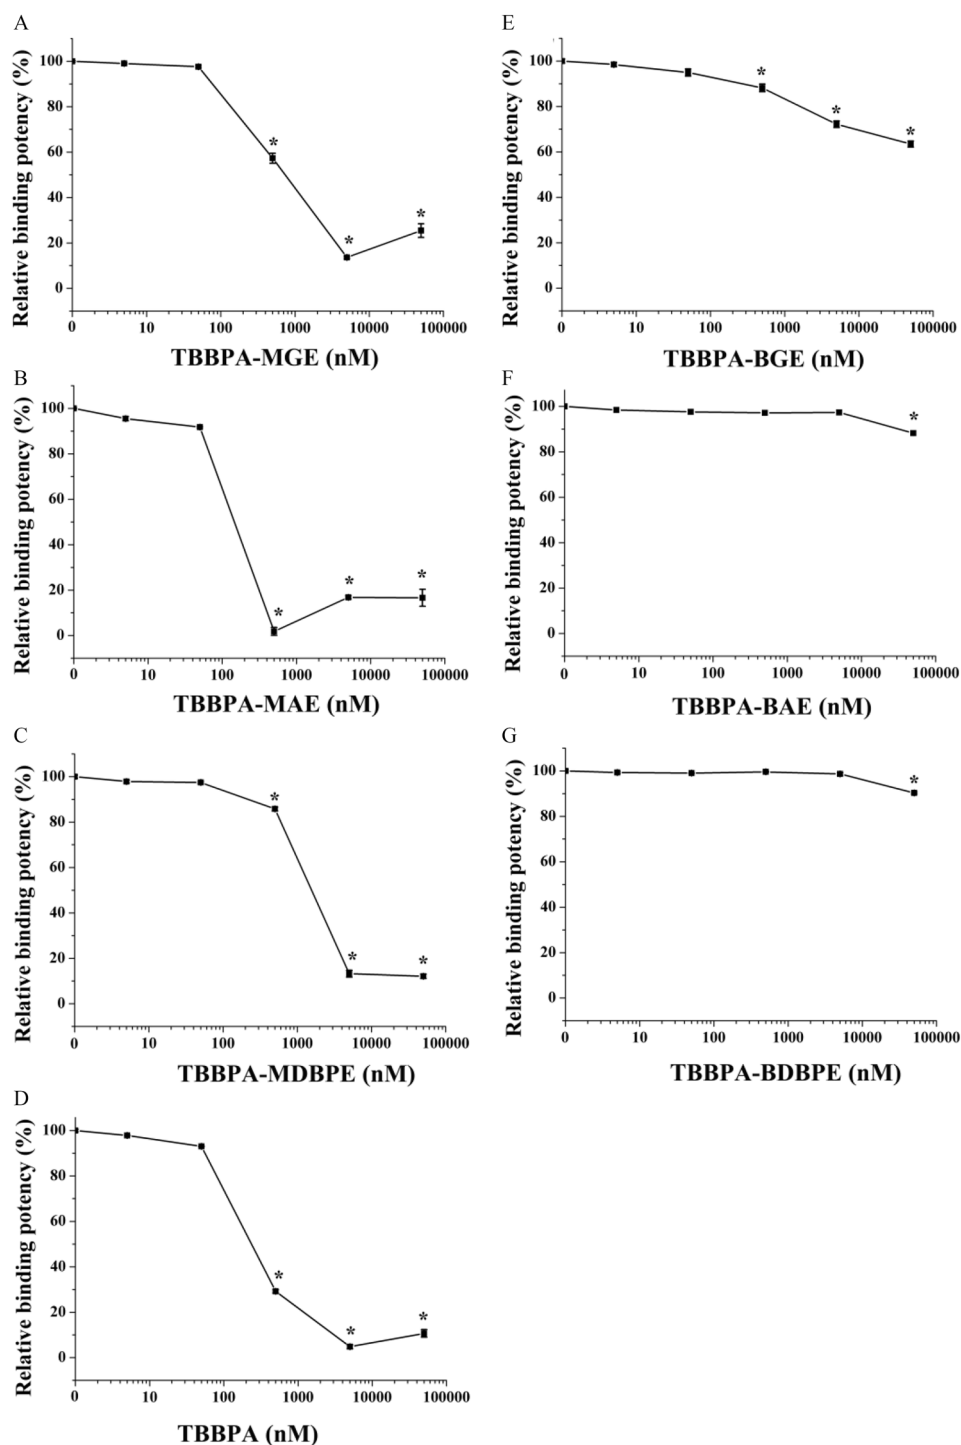 A
Relative binding potency (%)
100
80
60
40
20
0
0 10 100 1000 10000 100000
TBBPA-MGE (nM)
* * *
B
Relative binding potency (%)
100
80
60
40
20
0
0 10 100 1000 10000 100000
TBBPA-MAE (nM)
* * *
C
Relative binding potency (%)
100
80
60
40
20
0
0 10 100 1000 10000 100000
TBBPA-MDBPE (nM)
* * *
D
Relative binding potency (%)
100
80
60
40
20
0
0 10 100 1000 10000 100000
TBBPA (nM)
* * *
E
Relative binding potency (%)
100
80
60
40
20
0
0 10 100 1000 10000 100000
TBBPA-BGE (nM)
* * *
F
Relative binding potency (%)
100
80
60
40
20
0
0 10 100 1000 10000 100000
TBBPA-BAE (nM)
*
G
Relative binding potency (%)
100
80
60
40
20
0
0 10 100 1000 10000 100000
TBBPA-BDBPE (nM)
*